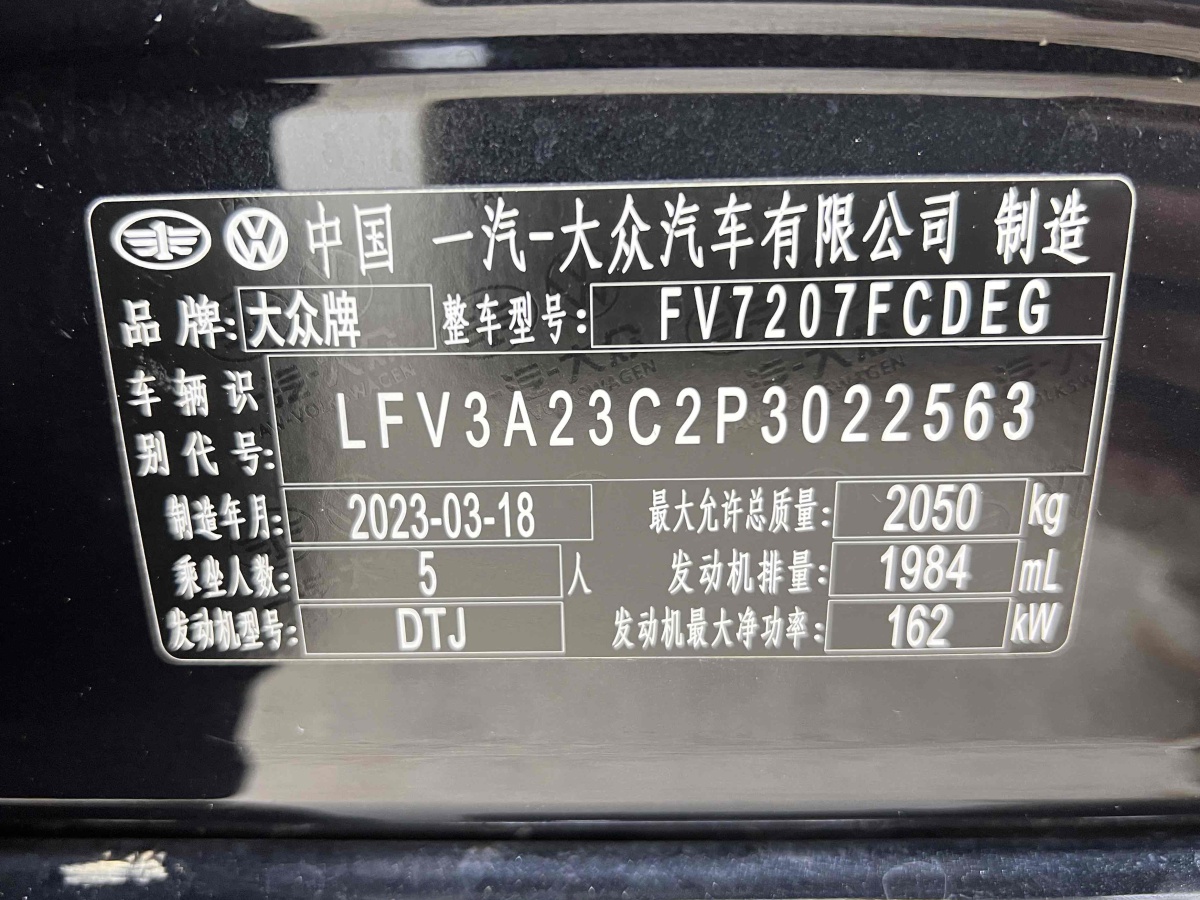 中国 一汽-大众汽车有限公司 制造
品牌: 大众牌 整车型号: FV7207FCDEG
车辆识别代号: LFV3A23C2P3022563
制造年月: 2023-03-18 最大允许总质量: 2050 kg
乘坐人数: 5 人 发动机排量: 1984 mL
发动机型号: DTJ 发动机最大净功率: 162 kW